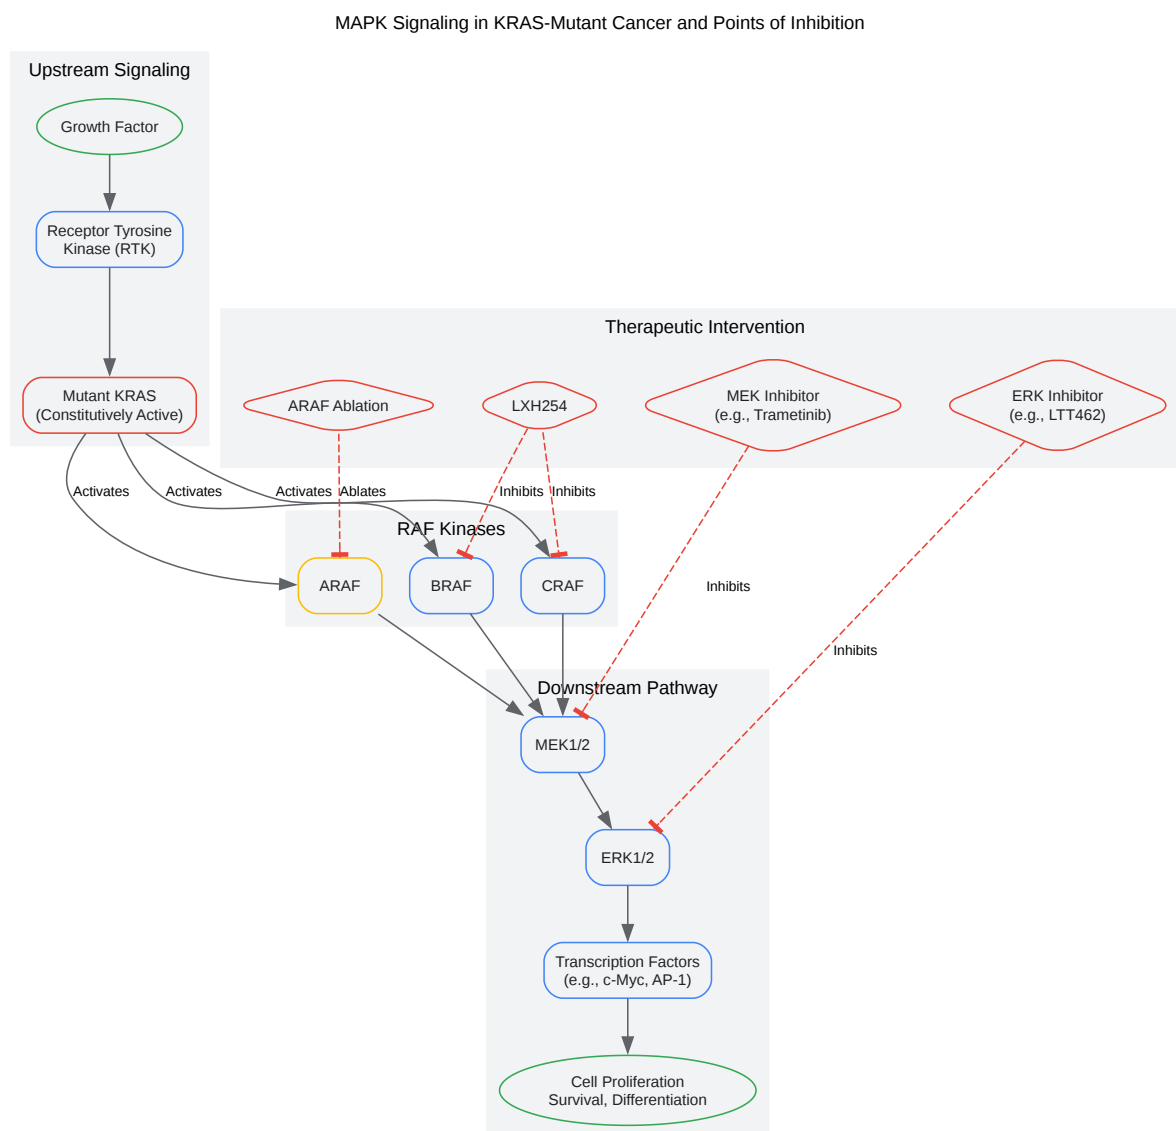 MAPK Signaling in KRAS-Mutant Cancer and Points of Inhibition
Upstream Signaling
Growth Factor
Receptor Tyrosine
Kinase (RTK)
Mutant KRAS
(Constitutively Active)
Therapeutic Intervention
ARAF Ablation
LXH254
MEK Inhibitor
(e.g., Trametinib)
ERK Inhibitor
(e.g., LTT462)
Activates
Activates
Activates
Ablates
Inhibits
Inhibits
RAF Kinases
ARAF
BRAF
CRAF
Inhibits
Inhibits
Downstream Pathway
MEK1/2
ERK1/2
Transcription Factors
(e.g., c-Myc, AP-1)
Cell Proliferation
Survival, Differentiation